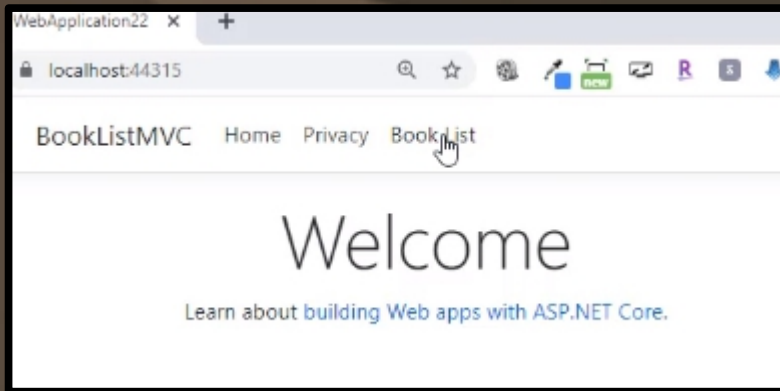 WebApplication22 × +
localhost:44315
new
R
S
BookListMVC Home Privacy Book List
Welcome
Learn about building Web apps with ASP.NET Core.